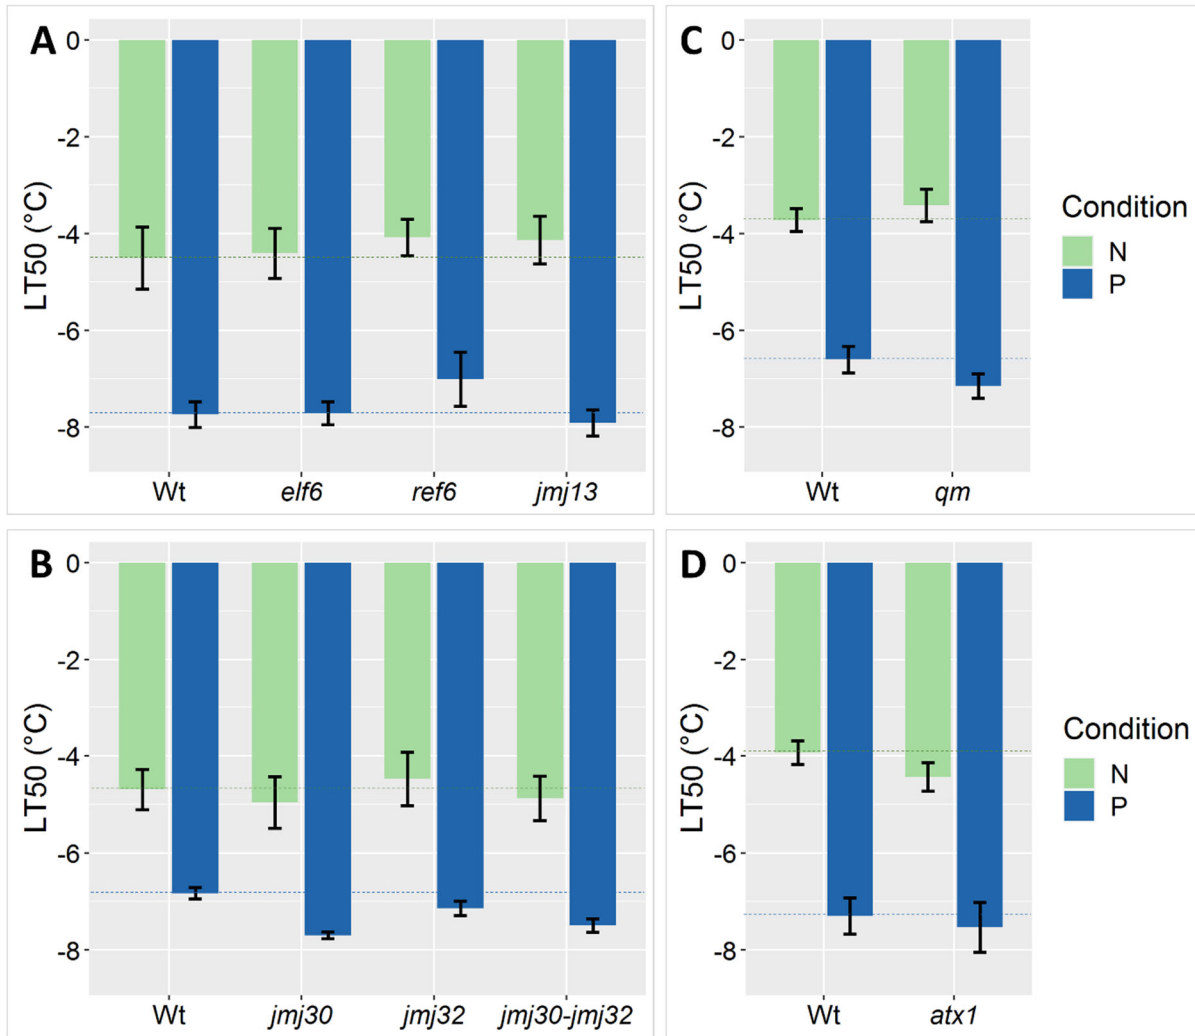 A
LT50 (°C)
0
-2
-4
-6
-8
Wt elf6 ref6 jmj13
C
LT50 (°C)
0
-2
-4
-6
-8
Wt qm
Condition
N
P
B
LT50 (°C)
0
-2
-4
-6
-8
Wt jmj30 jmj32 jmj30-jmj32
D
LT50 (°C)
0
-2
-4
-6
-8
Wt atx1
Condition
N
P